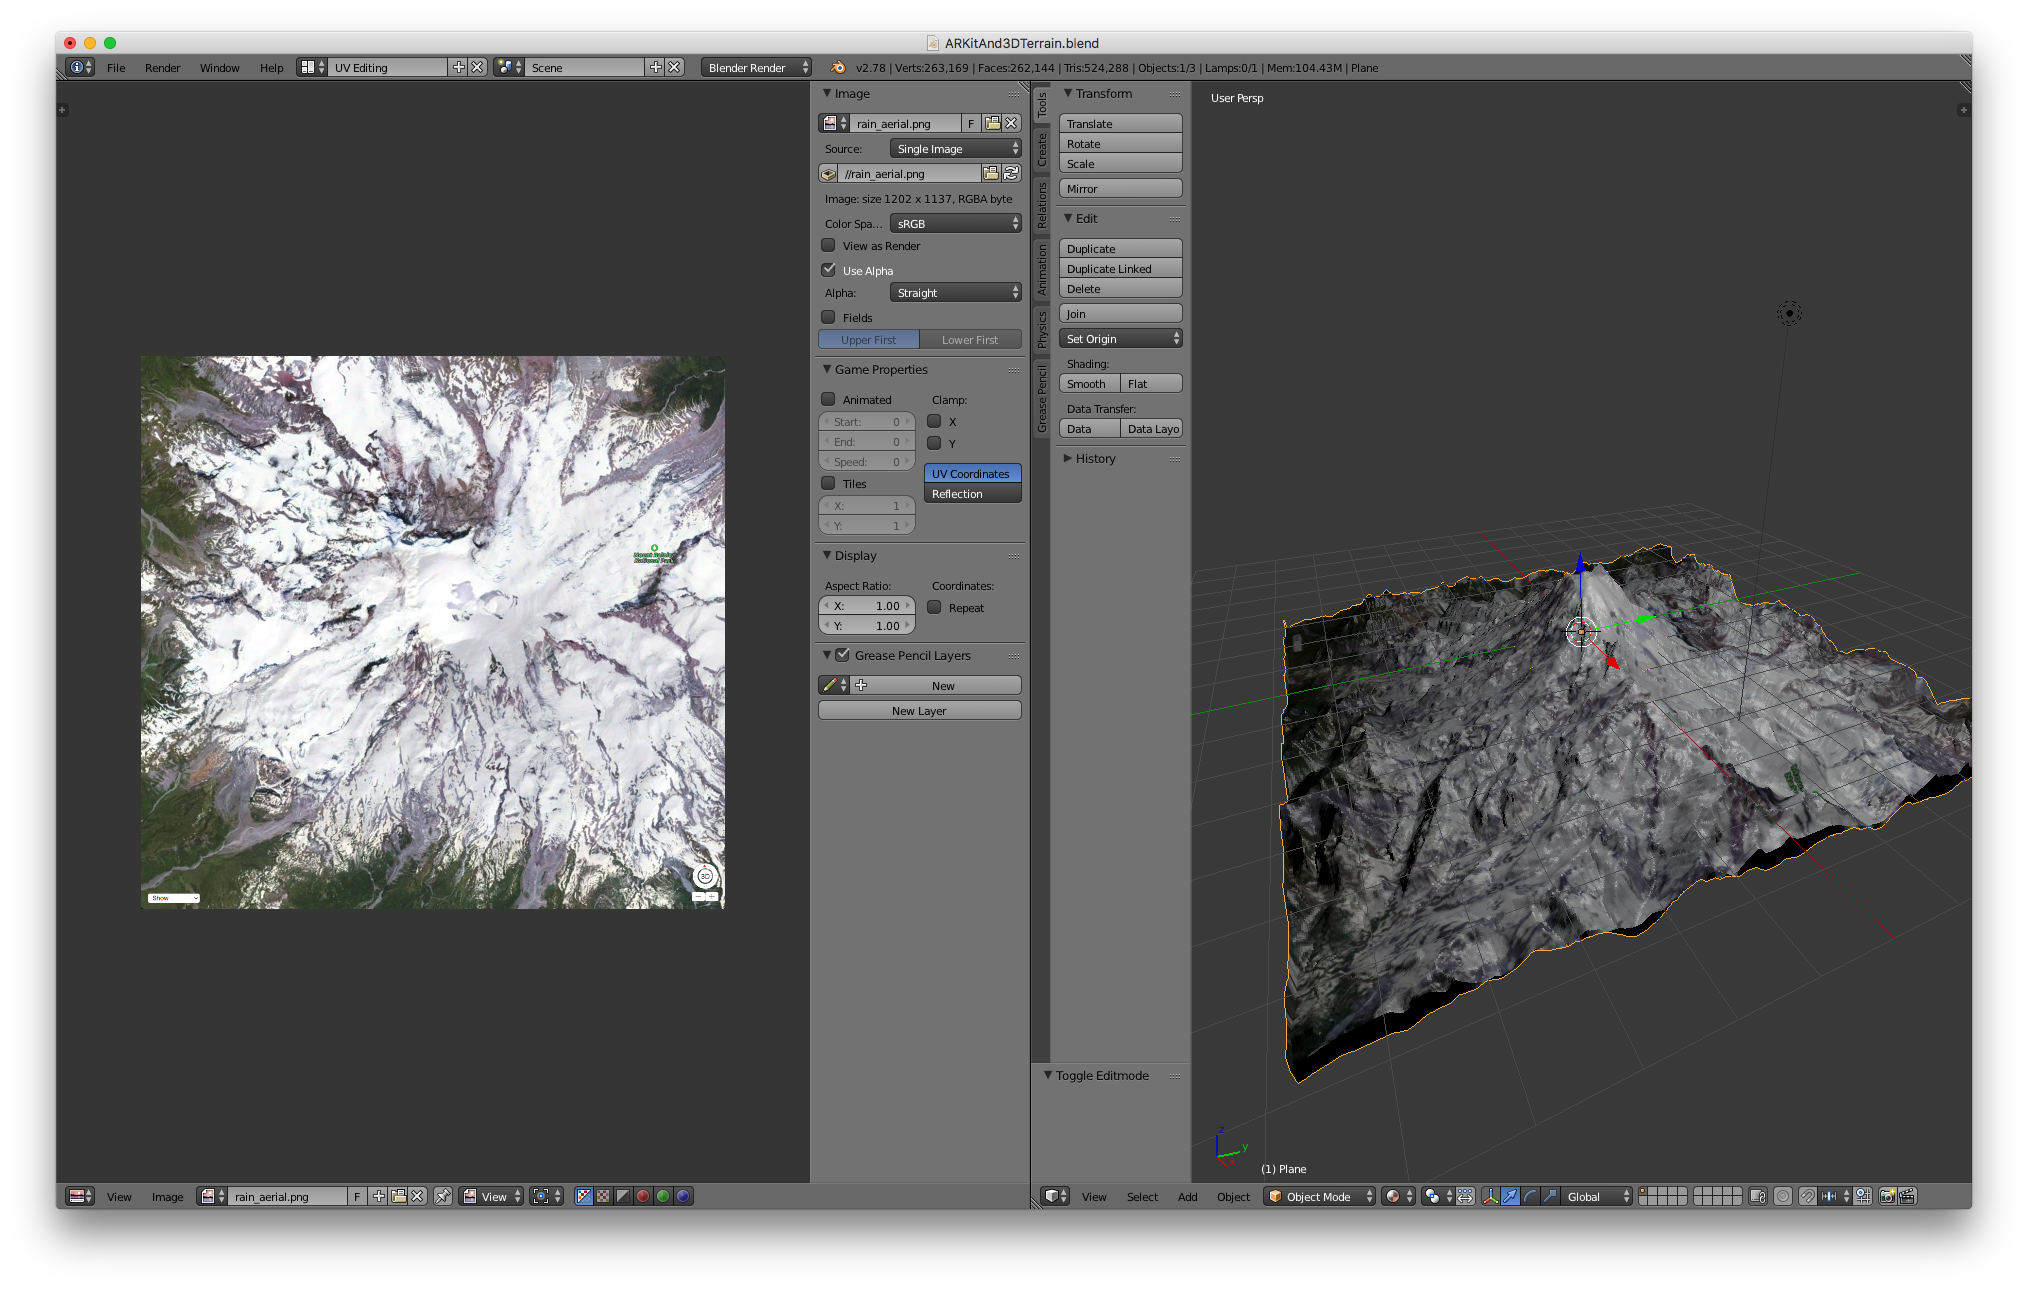 ARKitAnd3DTerrain.blend
File Render Window Help UV Editing Scene Blender Render v2.78 | Verts:263,169 | Faces:262,144 | Tris:524,288 | Objects:1/3 | Lamps:0/1 | Mem:104.43M | Plane
Image
rain_aerial.png F
Source: Single Image
//rain_aerial.png
Image: size 1202 x 1137, RGBA byte
Color Spa... sRGB
View as Render
Use Alpha
Alpha: Straight
Fields
Upper First Lower First
Game Properties
Animated Clamp:
Start: 0 X
End: 0 Y
Speed: 0
UV Coordinates
Tiles Reflection
X: 1
Y: 1
Display
Aspect Ratio: Coordinates:
X: 1.00 Repeat
Y: 1.00
Grease Pencil Layers
New
New Layer
Mount Rainier
National Park
3D
Show
Tools
Create
Relations
Animation
Physics
Grease Pencil
Transform
Translate
Rotate
Scale
Mirror
Edit
Duplicate
Duplicate Linked
Delete
Join
Set Origin
Shading:
Smooth Flat
Data Transfer:
Data Data Layo
History
Toggle Editmode
User Persp
z
y
(1) Plane
View Image rain_aerial.png F View
View Select Add Object Object Mode Global